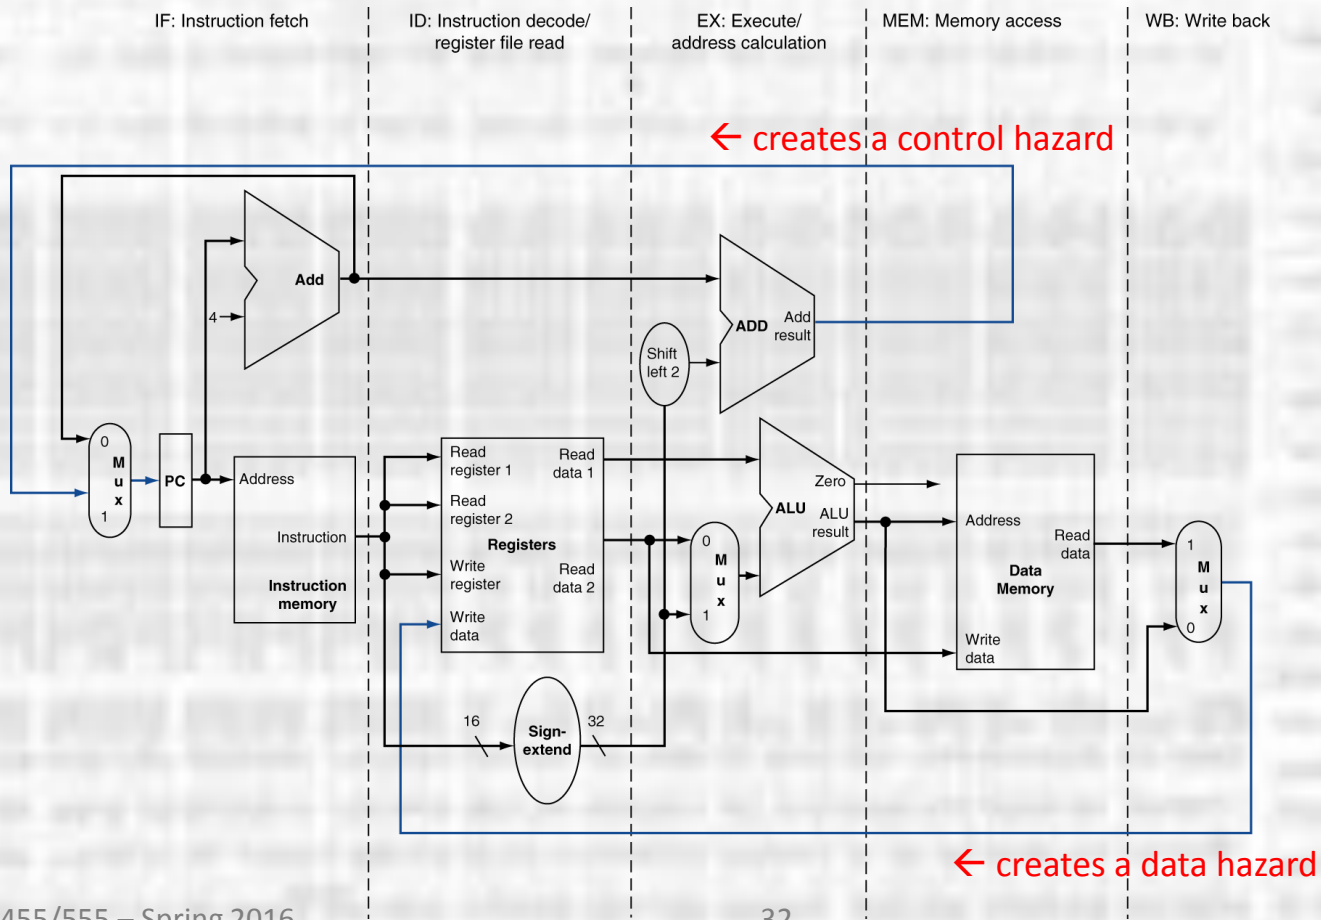 IF: Instruction fetch
ID: Instruction decode/
register file read
EX: Execute/
address calculation
MEM: Memory access
WB: Write back
← creates a control hazard
Add
4
ADD
Add
result
Shift
left 2
0
M
u
x
1
PC
Address
Instruction
Instruction
memory
Read
register 1
Read
data 1
Read
register 2
Registers
Write
register
Read
data 2
Write
data
16
Sign-
extend
32
0
M
u
x
1
Zero
ALU
ALU
result
Address
Read
data
Data
Memory
Write
data
1
M
u
x
0
← creates a data hazard
455/555 – Spring 2016
32